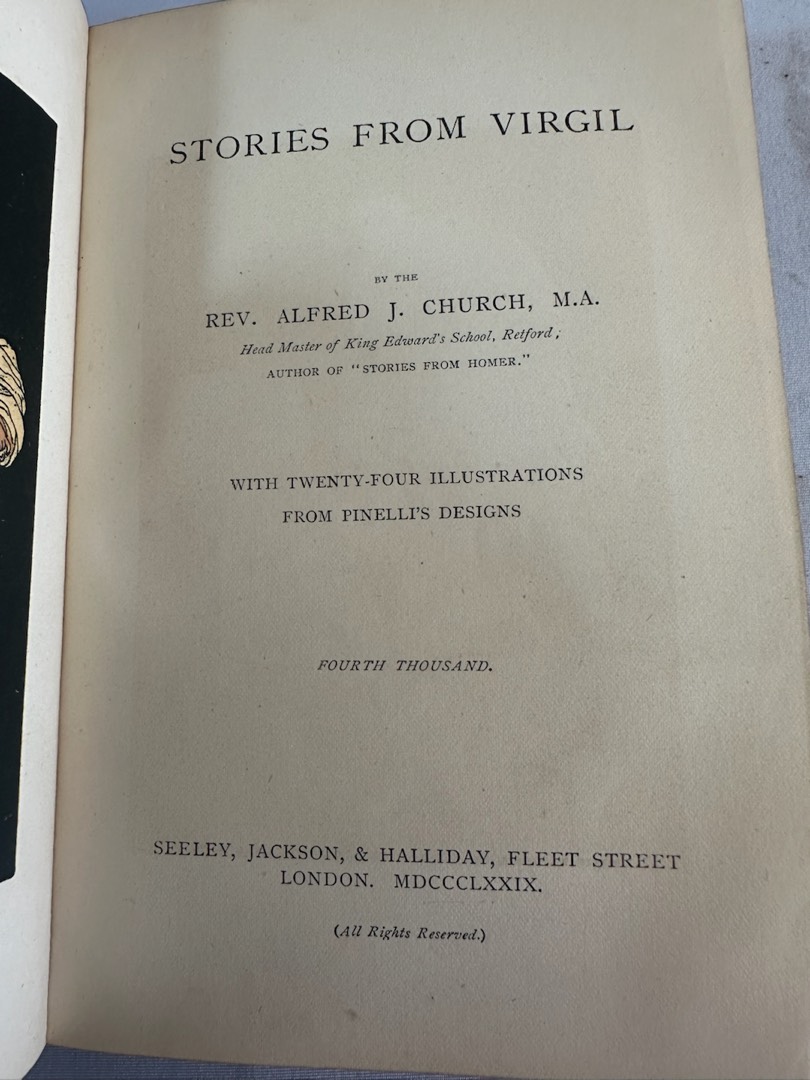 STORIES FROM VIRGIL
BY THE
REV. ALFRED J. CHURCH, M.A.
Head Master of King Edward's School, Retford;
AUTHOR OF "STORIES FROM HOMER."
WITH TWENTY-FOUR ILLUSTRATIONS
FROM PINELLI'S DESIGNS
FOURTH THOUSAND.
SEELEY, JACKSON, & HALLIDAY, FLEET STREET
LONDON. MDCCCLXXIX.
(All Rights Reserved.)